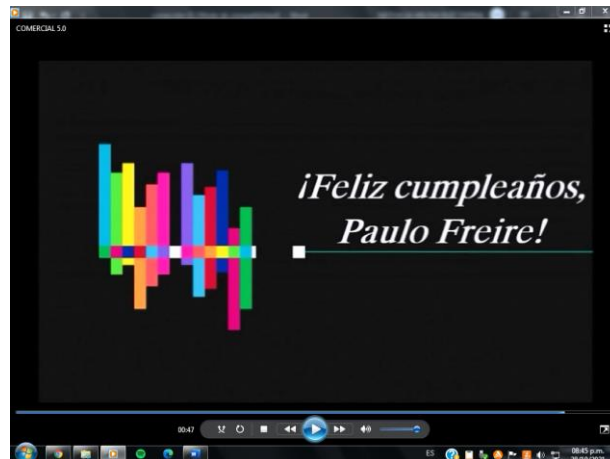 COMERCIAL 5.0
¡Feliz cumpleaños,
Paulo Freire!
00:47
ES
08:45 p.m.